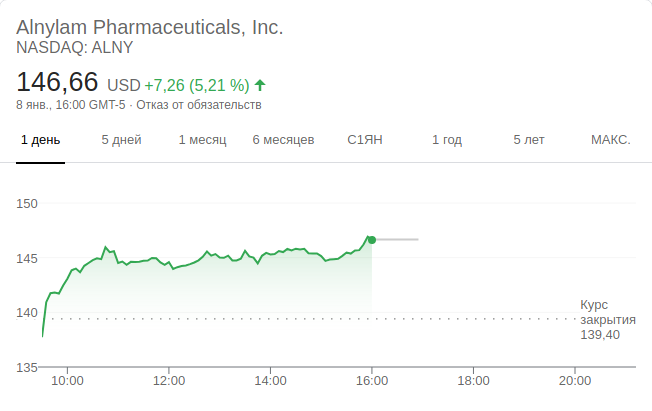 Alnylam Pharmaceuticals, Inc.
NASDAQ: ALNY
146,66 USD +7,26 (5,21 %)
8 янв., 16:00 GMT-5 · Отказ от обязательств
1 день 5 дней 1 месяц 6 месяцев С1ЯН 1 год 5 лет МАКС.
150
145
140
Курс
закрытия
139,40
135
10:00 12:00 14:00 16:00 18:00 20:00